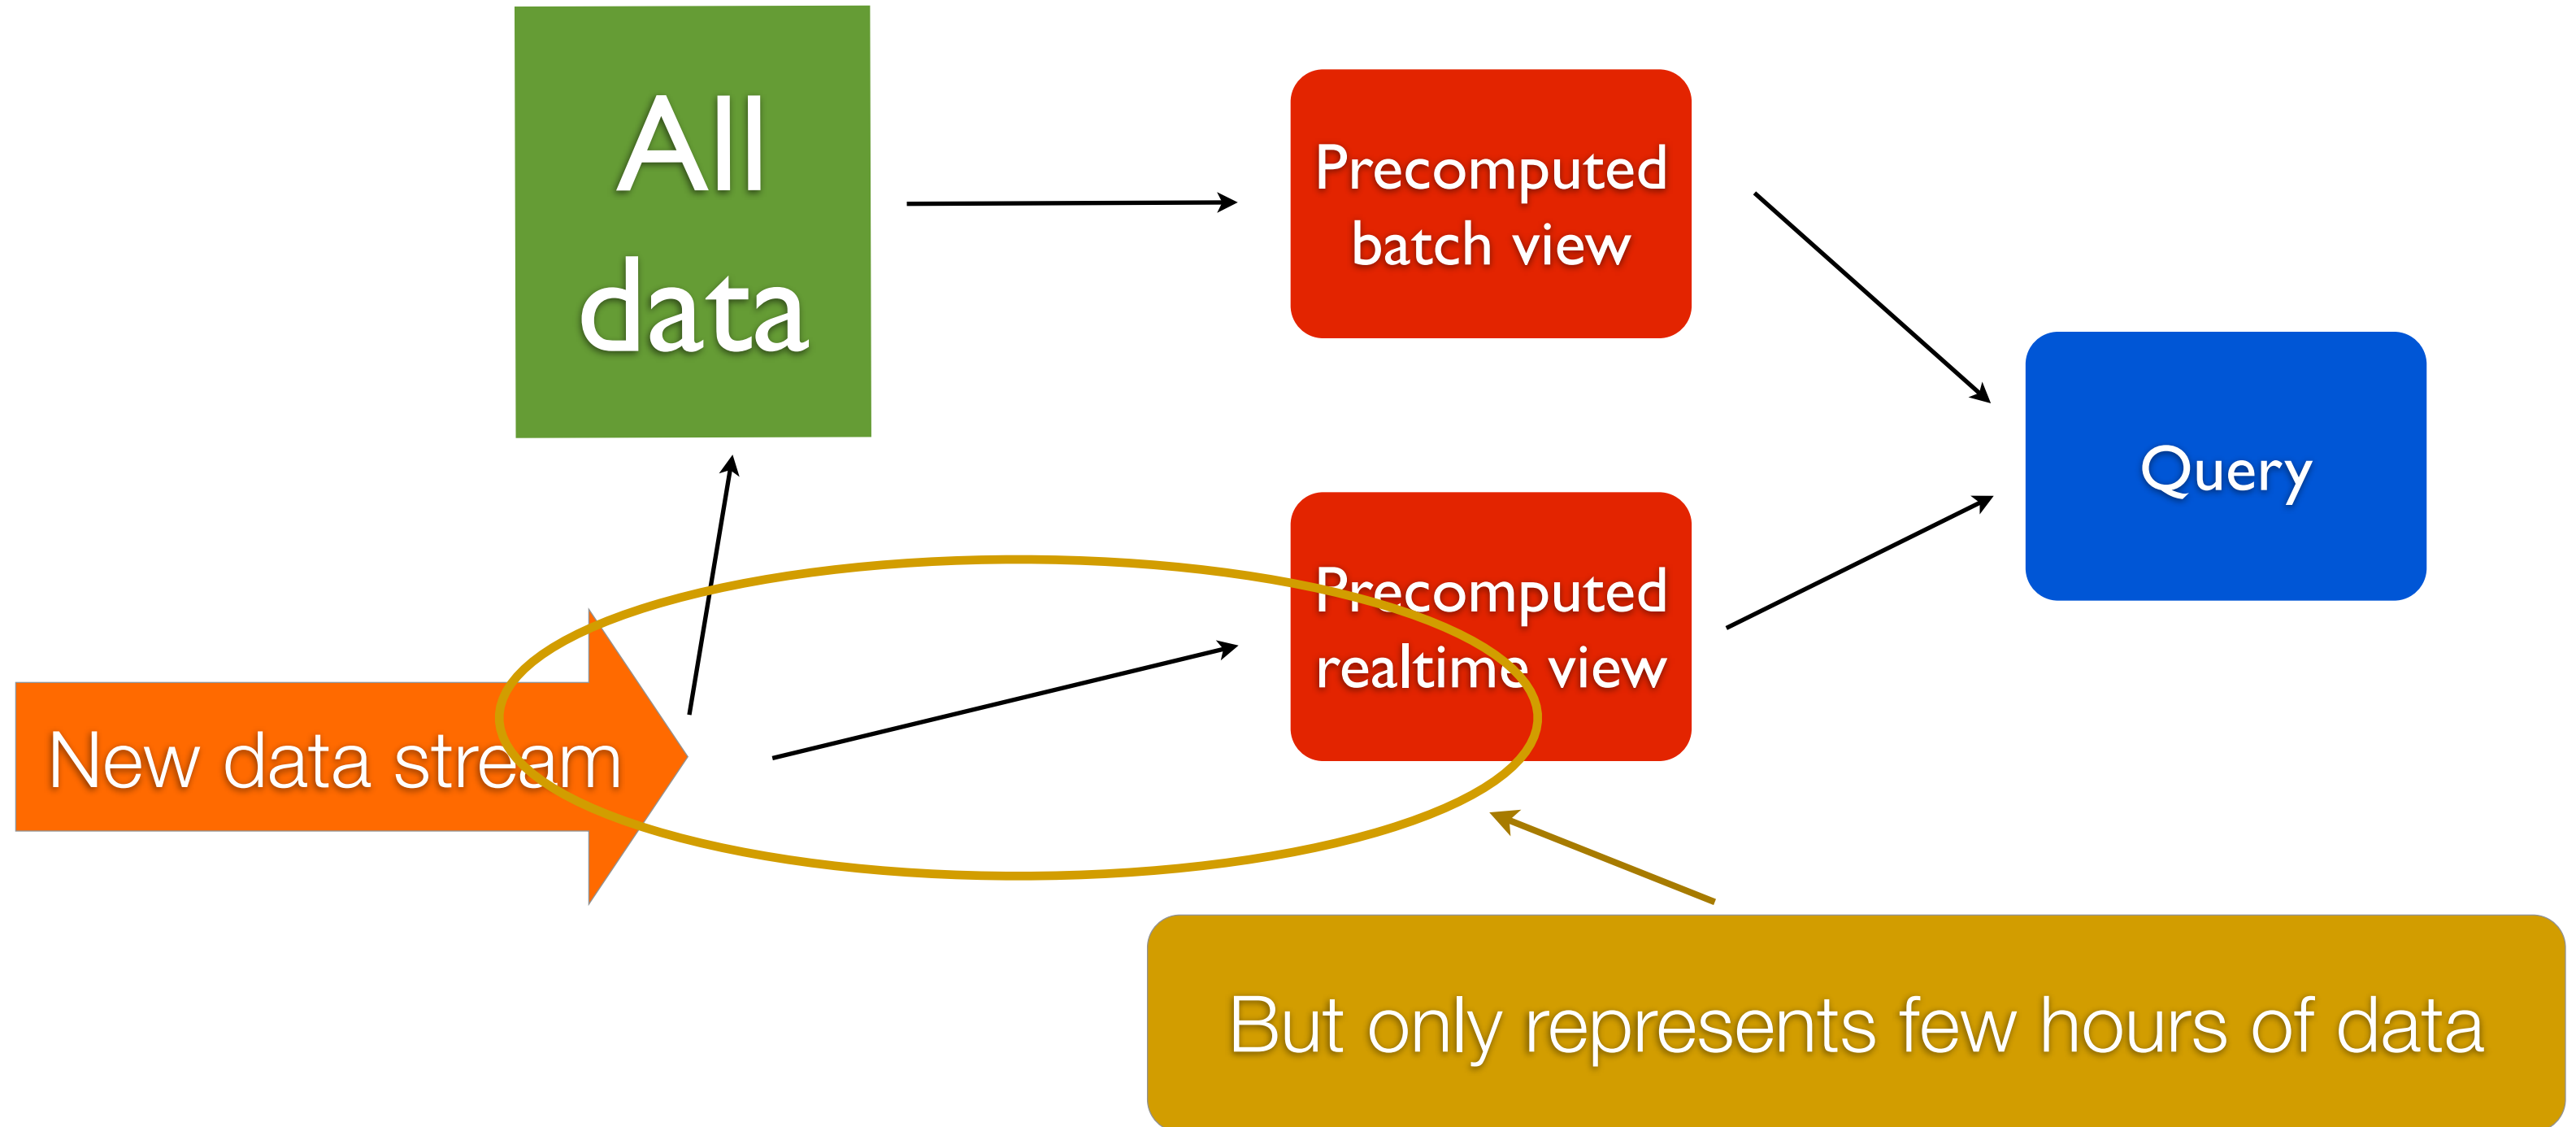 All
data
Precomputed
batch view
Query
Precomputed
realtime view
New data stream
But only represents few hours of data